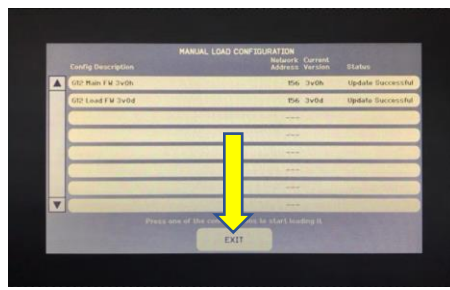 MANUAL LOAD CONFIGURATION
Config Description Network Address Current Version Status
G12 Main FW 3v0h 156 3v0h Update Successful
G12 Load FW 3v0d 156 3v0d Update Successful
---
---
---
---
---
Press one of the to start loading it
EXIT